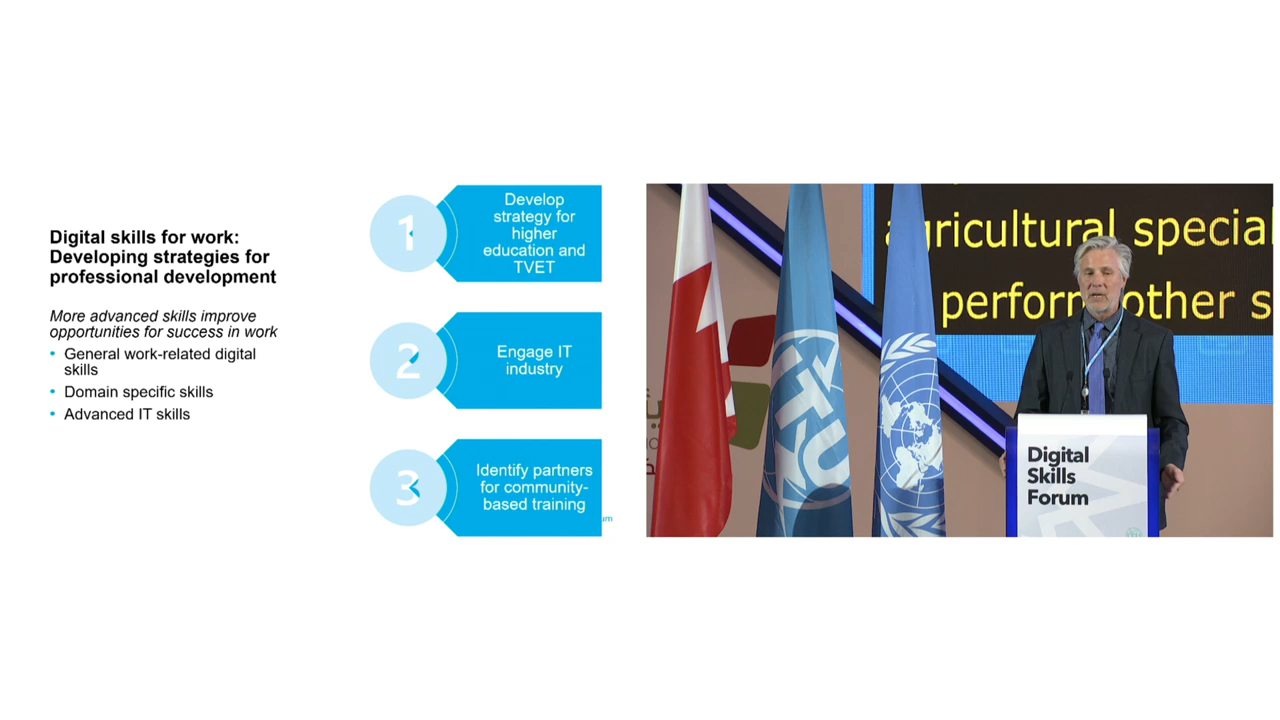 Digital skills for work:
Developing strategies for
professional development
More advanced skills improve
opportunities for success in work
• General work-related digital
skills
• Domain specific skills
• Advanced IT skills
1
Develop
strategy for
higher
education and
TVET
2
Engage IT
industry
3
Identify partners
for community-
based training
agricultural special
perform other s
ITU
Digital
Skills
Forum